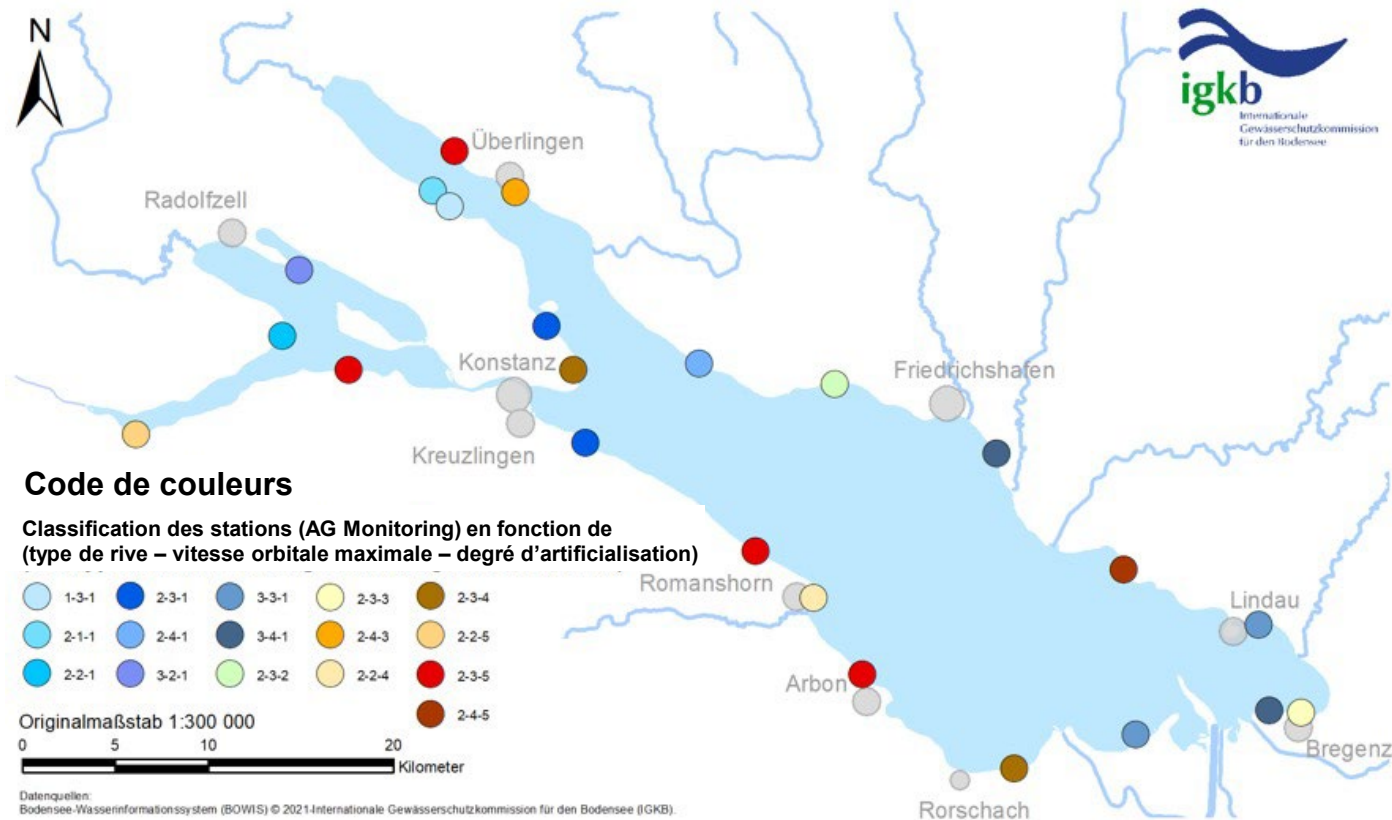 N
igkb
Internationale
Gewässerschutzkommission
für den Bodensee
Überlingen
Radolfzell
Konstanz
Friedrichshafen
Kreuzlingen
Code de couleurs
Classification des stations (AG Monitoring) en fonction de
(type de rive – vitesse orbitale maximale – degré d’artificialisation)
Romanshorn
1-3-1 2-3-1 3-3-1 2-3-3 2-3-4
Lindau
2-1-1 2-4-1 3-4-1 2-4-3 2-2-5
2-2-1 3-2-1 2-3-2 2-2-4 2-3-5
Arbon
2-4-5
Originalmaßstab 1:300 000
0 5 10 20
Kilometer
Bregenz
Rorschach
Datenquellen:
Bodensee-Wasserinformationssystem (BOWIS) © 2021-Internationale Gewässerschutzkommission für den Bodensee (IGKB).